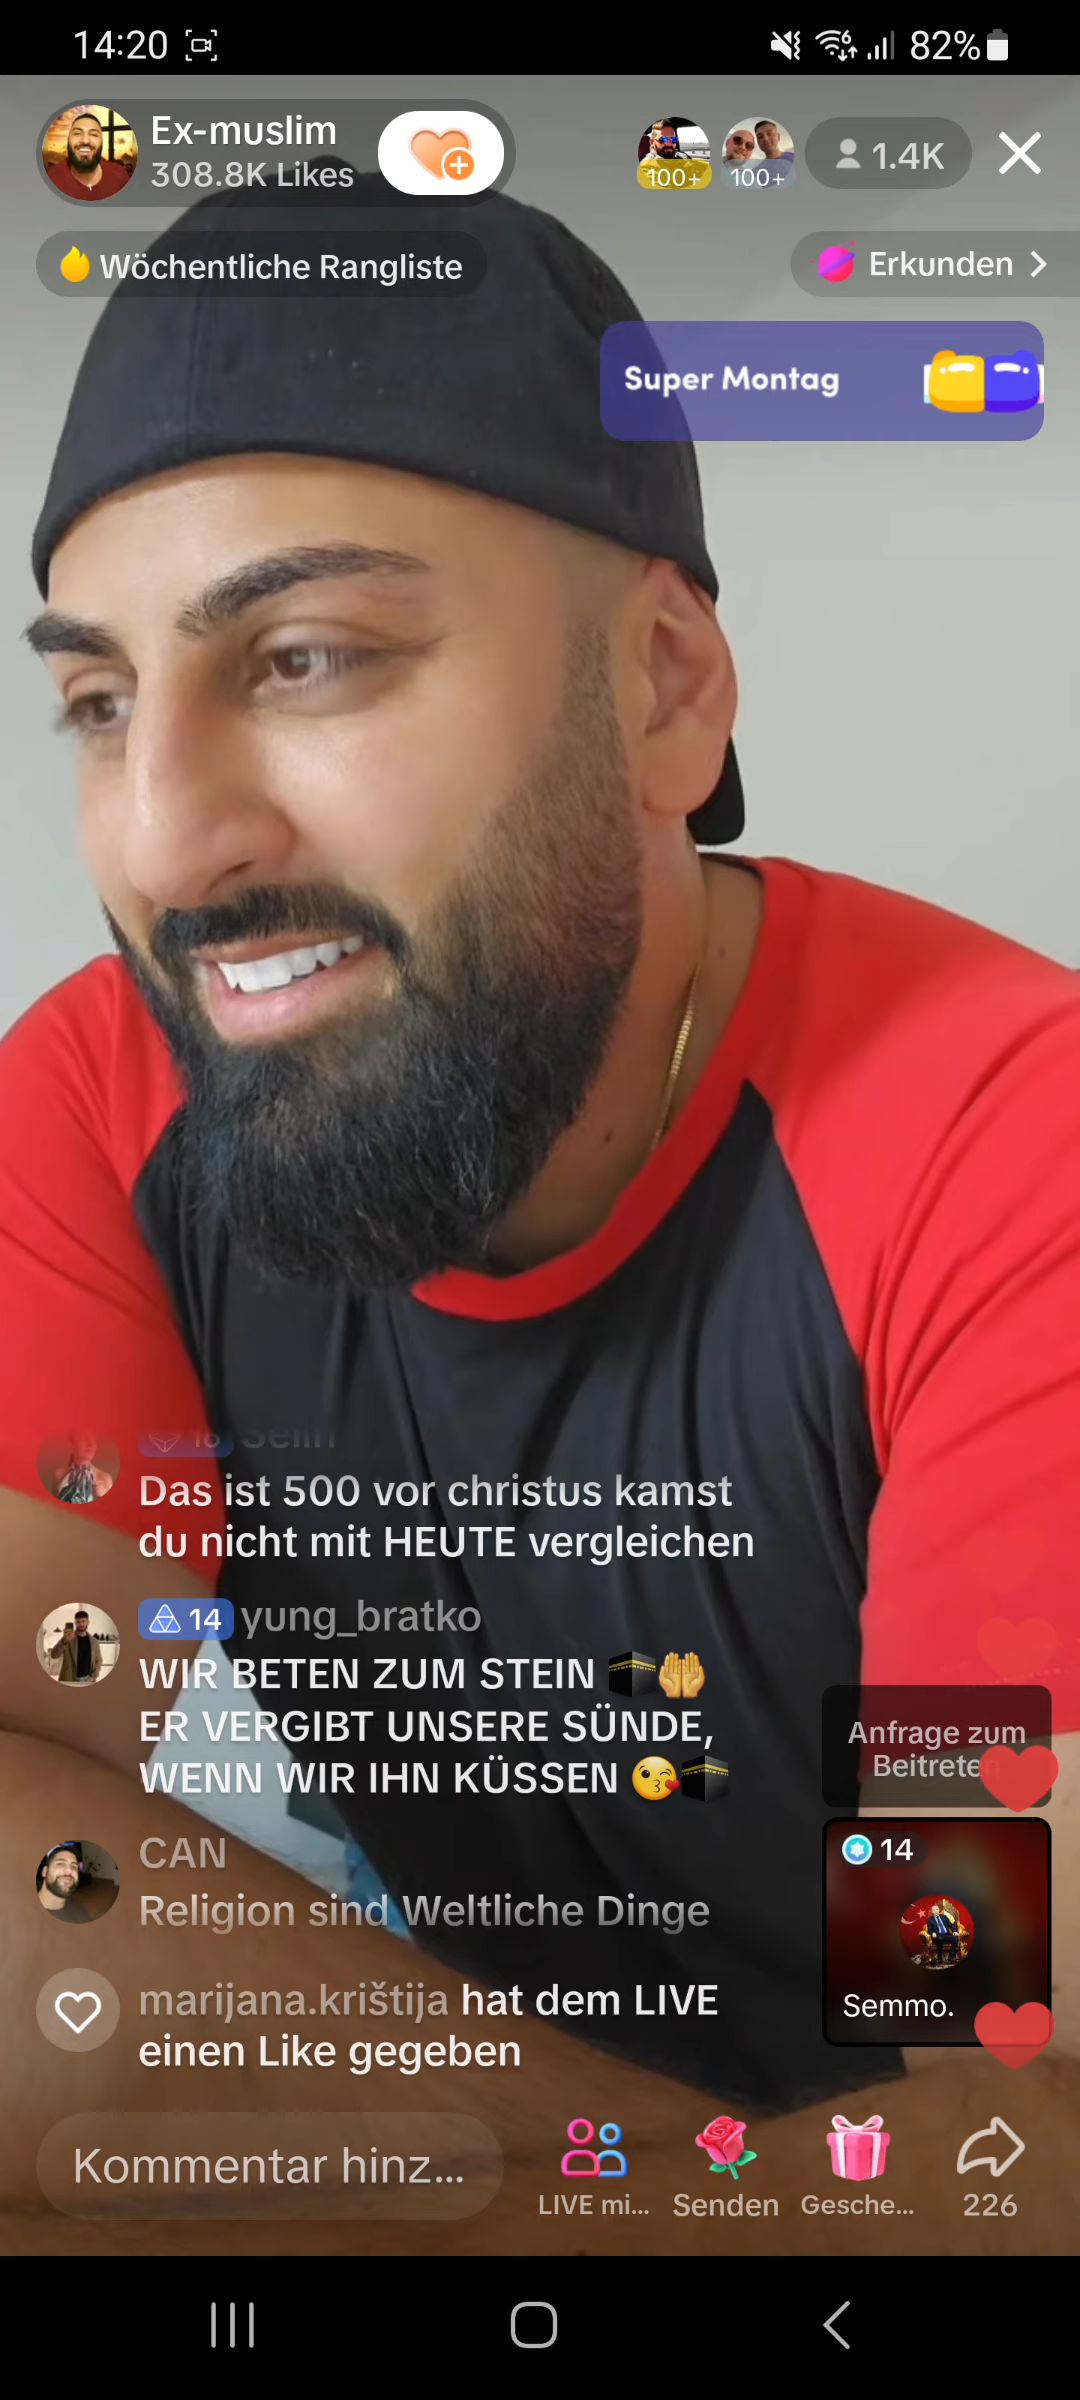 14:20 82%
Ex-muslim
308.8K Likes
100+ 100+ 1.4K
Wöchentliche Rangliste
Erkunden
Super Montag
16 Selin
Das ist 500 vor christus kamst
du nicht mit HEUTE vergleichen
14 yung_bratko
WIR BETEN ZUM STEIN 🕋🤲
ER VERGIBT UNSERE SÜNDE,
WENN WIR IHN KÜSSEN 😘🕋
CAN
Religion sind Weltliche Dinge
marijana.krištija hat dem LIVE
einen Like gegeben
Anfrage zum
Beitreten
14
Semmo.
Kommentar hinz...
LIVE mi...
Senden
Gesche...
226